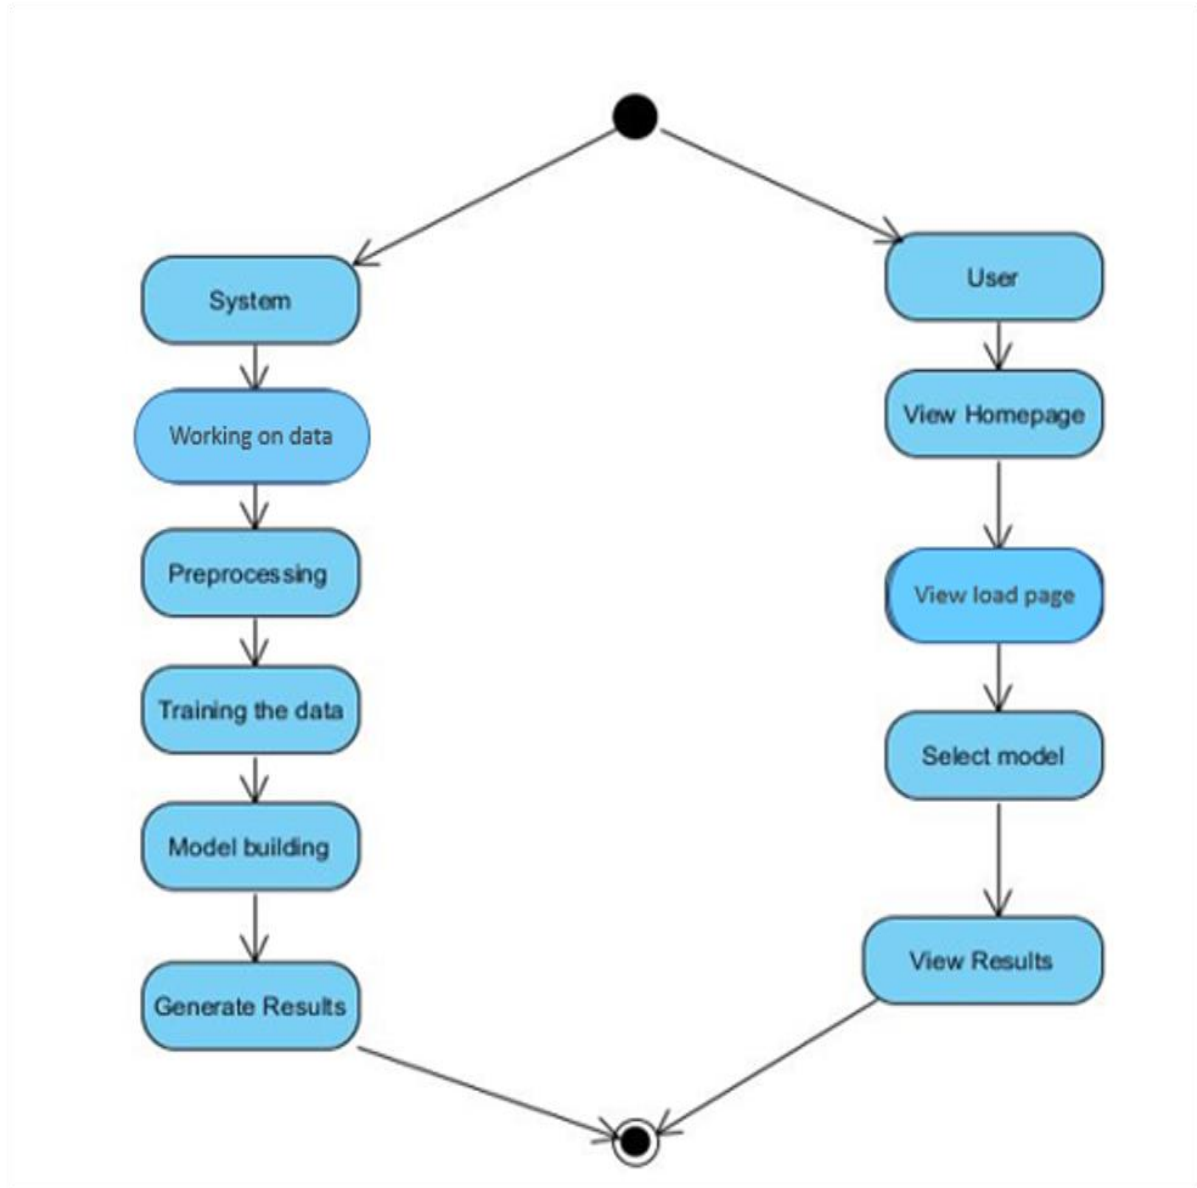 System
Working on data
Preprocessing
Training the data
Model building
Generate Results
User
View Homepage
View load page
Select model
View Results